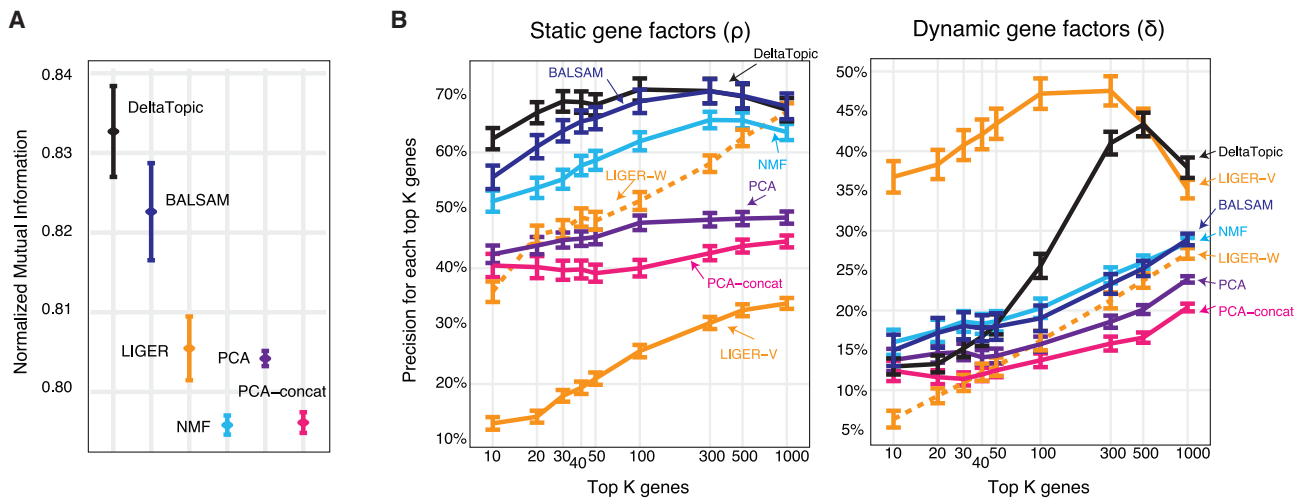 A
Normalized Mutual Information
0.84
0.83
0.82
0.81
0.80
DeltaTopic
BALSAM
LIGER
PCA
PCA-concat
NMF
B
Static gene factors (ρ)
Precision for each top K genes
70%
60%
50%
40%
30%
20%
10%
DeltaTopic
BALSAM
NMF
LIGER-W
PCA
PCA-concat
LIGER-V
10 20 30 40 50 100 300 500 1000
Top K genes
Dynamic gene factors (δ)
50%
45%
40%
35%
30%
25%
20%
15%
10%
5%
DeltaTopic
LIGER-V
BALSAM
NMF
LIGER-W
PCA
PCA-concat
10 20 30 40 50 100 300 500 1000
Top K genes